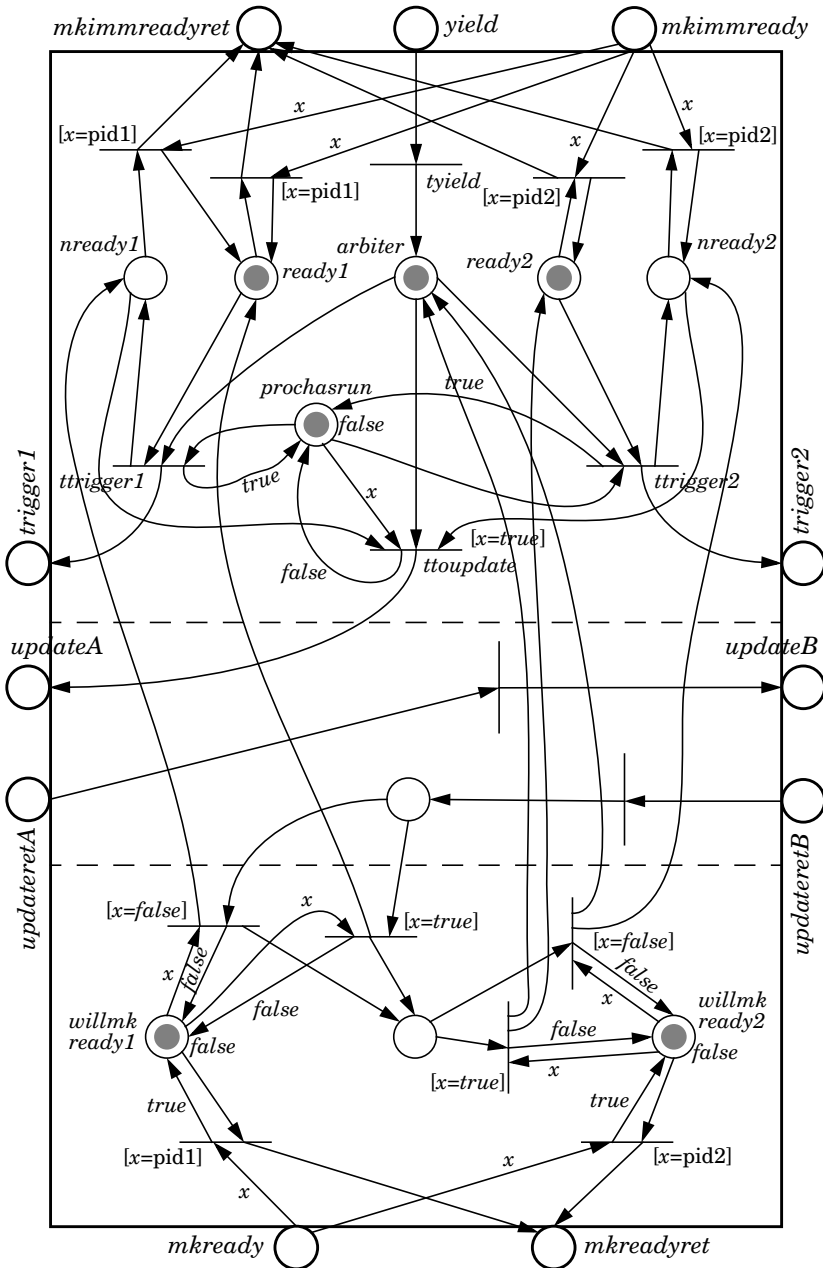 mkimmreadyret
yield
mkimmready
x
x
x
x
[x=pid1]
[x=pid2]
[x=pid1]
tyield
[x=pid2]
nready1
ready1
arbiter
ready2
nready2
prochasrun
true
false
ttrigger1
true
x
ttrigger2
trigger1
trigger2
[x=true]
false
ttoupdate
updateA
updateB
updateretA
updateretB
[x=false]
x
[x=true]
[x=false]
x
false
false
false
x
willmk
ready1
false
willmk
ready2
false
false
x
[x=true]
true
true
[x=pid1]
x
[x=pid2]
x
mkready
mkreadyret